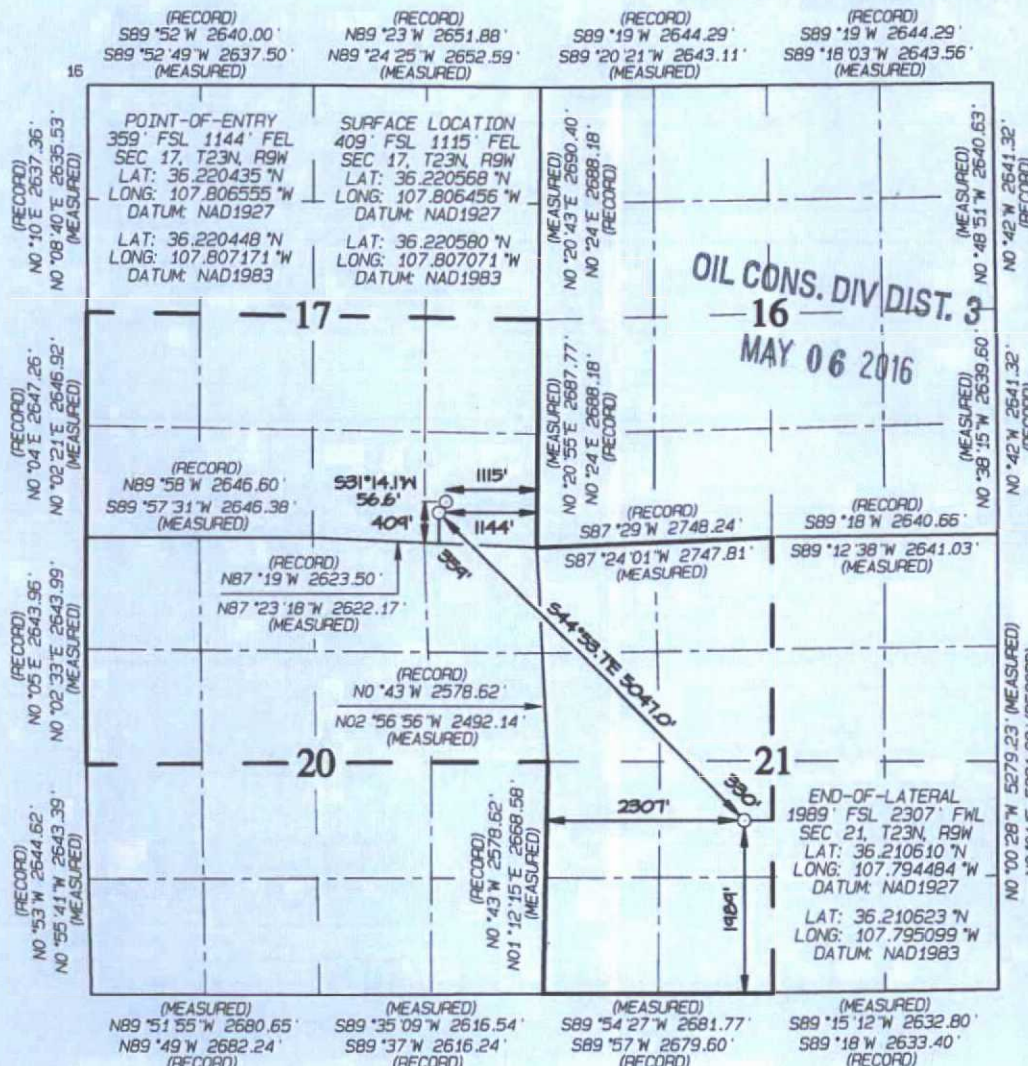 (RECORD)
S89°52'W 2640.00'
S89°52'49"W 2637.50'
(MEASURED)
(RECORD)
N89°23'W 2651.88'
N89°24'25"W 2652.59'
(MEASURED)
(RECORD)
S89°19'W 2644.29'
S89°20'21"W 2643.11'
(MEASURED)
(RECORD)
S89°19'W 2644.29'
S89°18'03"W 2643.56'
(MEASURED)
16
(RECORD)
N0°10'E 2637.36'
N0°08'40"E 2635.53'
(MEASURED)
POINT-OF-ENTRY
359' FSL 1144' FEL
SEC 17, T23N, R9W
LAT: 36.220435°N
LONG: 107.806555°W
DATUM: NAD1927
LAT: 36.220448°N
LONG: 107.807171°W
DATUM: NAD1983
SURFACE LOCATION
409' FSL 1115' FEL
SEC 17, T23N, R9W
LAT: 36.220568°N
LONG: 107.806456°W
DATUM: NAD1927
LAT: 36.220580°N
LONG: 107.807071°W
DATUM: NAD1983
(MEASURED)
N0°20'43"E 2690.40'
N0°24'E 2688.18'
(RECORD)
(MEASURED)
N0°48'51"W 2640.63'
N0°42'W 2641.32'
(RECORD)
OIL CONS. DIV DIST. 3
MAY 06 2016
17
16
(RECORD)
N0°04'E 2647.26'
N0°02'21"E 2646.92'
(MEASURED)
(MEASURED)
N0°20'55"E 2687.77'
N0°24'E 2688.18'
(RECORD)
(MEASURED)
N0°38'15"W 2639.60'
N0°42'W 2641.32'
(RECORD)
(RECORD)
N89°58'W 2646.60'
S89°57'31"W 2646.38'
(MEASURED)
S31°14.1'W
56.6'
409'
1115'
1144'
359'
(RECORD)
S87°29'W 2748.24'
S87°24'01"W 2747.81'
(MEASURED)
(RECORD)
S89°18'W 2640.66'
S89°12'38"W 2641.03'
(MEASURED)
(RECORD)
N87°19'W 2623.50'
N87°23'18"W 2622.17'
(MEASURED)
(RECORD)
N0°05'E 2643.96'
N0°02'33"E 2643.99'
(MEASURED)
S44°53.7'E 5047.0'
(RECORD)
N0°43'W 2578.62'
N02°56'56"W 2492.14'
(MEASURED)
20
21
330'
2307'
1989'
END-OF-LATERAL
1989' FSL 2307' FWL
SEC 21, T23N, R9W
LAT: 36.210610°N
LONG: 107.794484°W
DATUM: NAD1927
LAT: 36.210623°N
LONG: 107.795099°W
DATUM: NAD1983
(RECORD)
N0°53'W 2644.62'
N0°55'41"W 2643.39'
(MEASURED)
(RECORD)
N0°43'W 2578.62'
N01°12'15"E 2668.58'
(MEASURED)
N0°00'28"W 5279.23' (MEASURED)
(MEASURED)
N89°51'55"W 2680.65'
N89°49'W 2682.24'
(RECORD)
(MEASURED)
S89°35'09"W 2616.54'
S89°37'W 2616.24'
(RECORD)
(MEASURED)
S89°54'27"W 2681.77'
S89°57'W 2679.60'
(RECORD)
(MEASURED)
S89°15'12"W 2632.80'
S89°18'W 2633.40'
(RECORD)